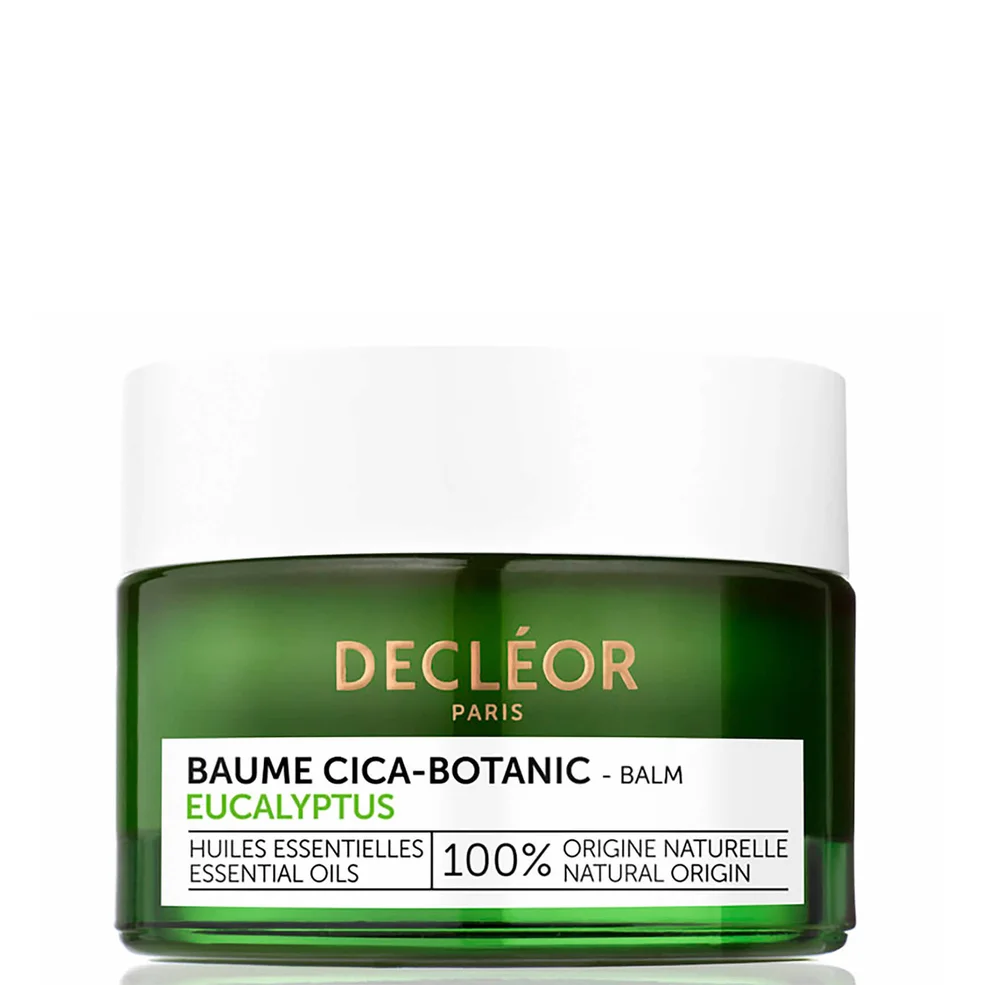 DECLÉOR
PARIS
BAUME CICA-BOTANIC - BALM
EUCALYPTUS
HUILES ESSENTIELLES
ESSENTIAL OILS
100%
ORIGINE NATURELLE
NATURAL ORIGIN